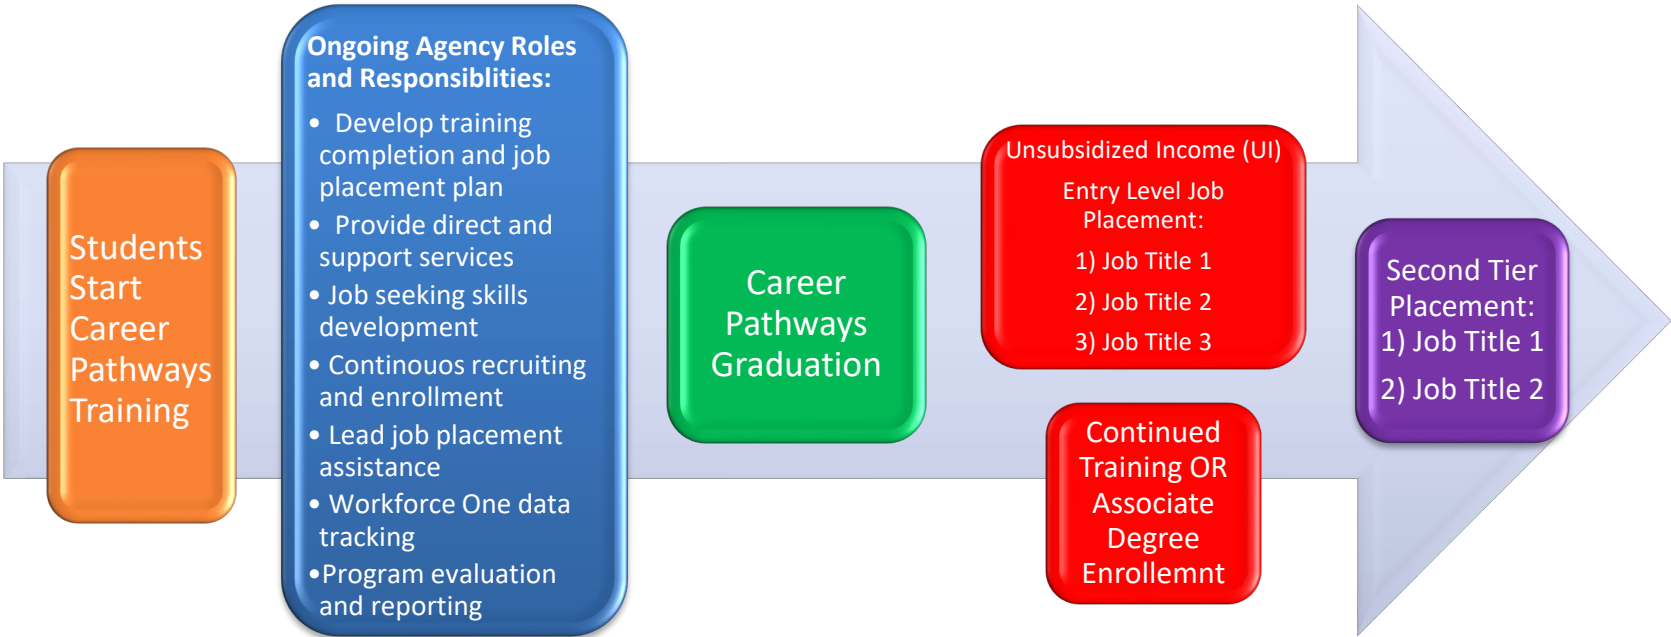 Students
Start
Career
Pathways
Training
Ongoing Agency Roles
and Responsiblities:
• Develop training
completion and job
placement plan
• Provide direct and
support services
• Job seeking skills
development
• Continouos recruiting
and enrollment
• Lead job placement
assistance
• Workforce One data
tracking
•Program evaluation
and reporting
Career
Pathways
Graduation
Unsubsidized Income (UI)
Entry Level Job
Placement:
1) Job Title 1
2) Job Title 2
3) Job Title 3
Continued
Training OR
Associate
Degree
Enrollemnt
Second Tier
Placement:
1) Job Title 1
2) Job Title 2